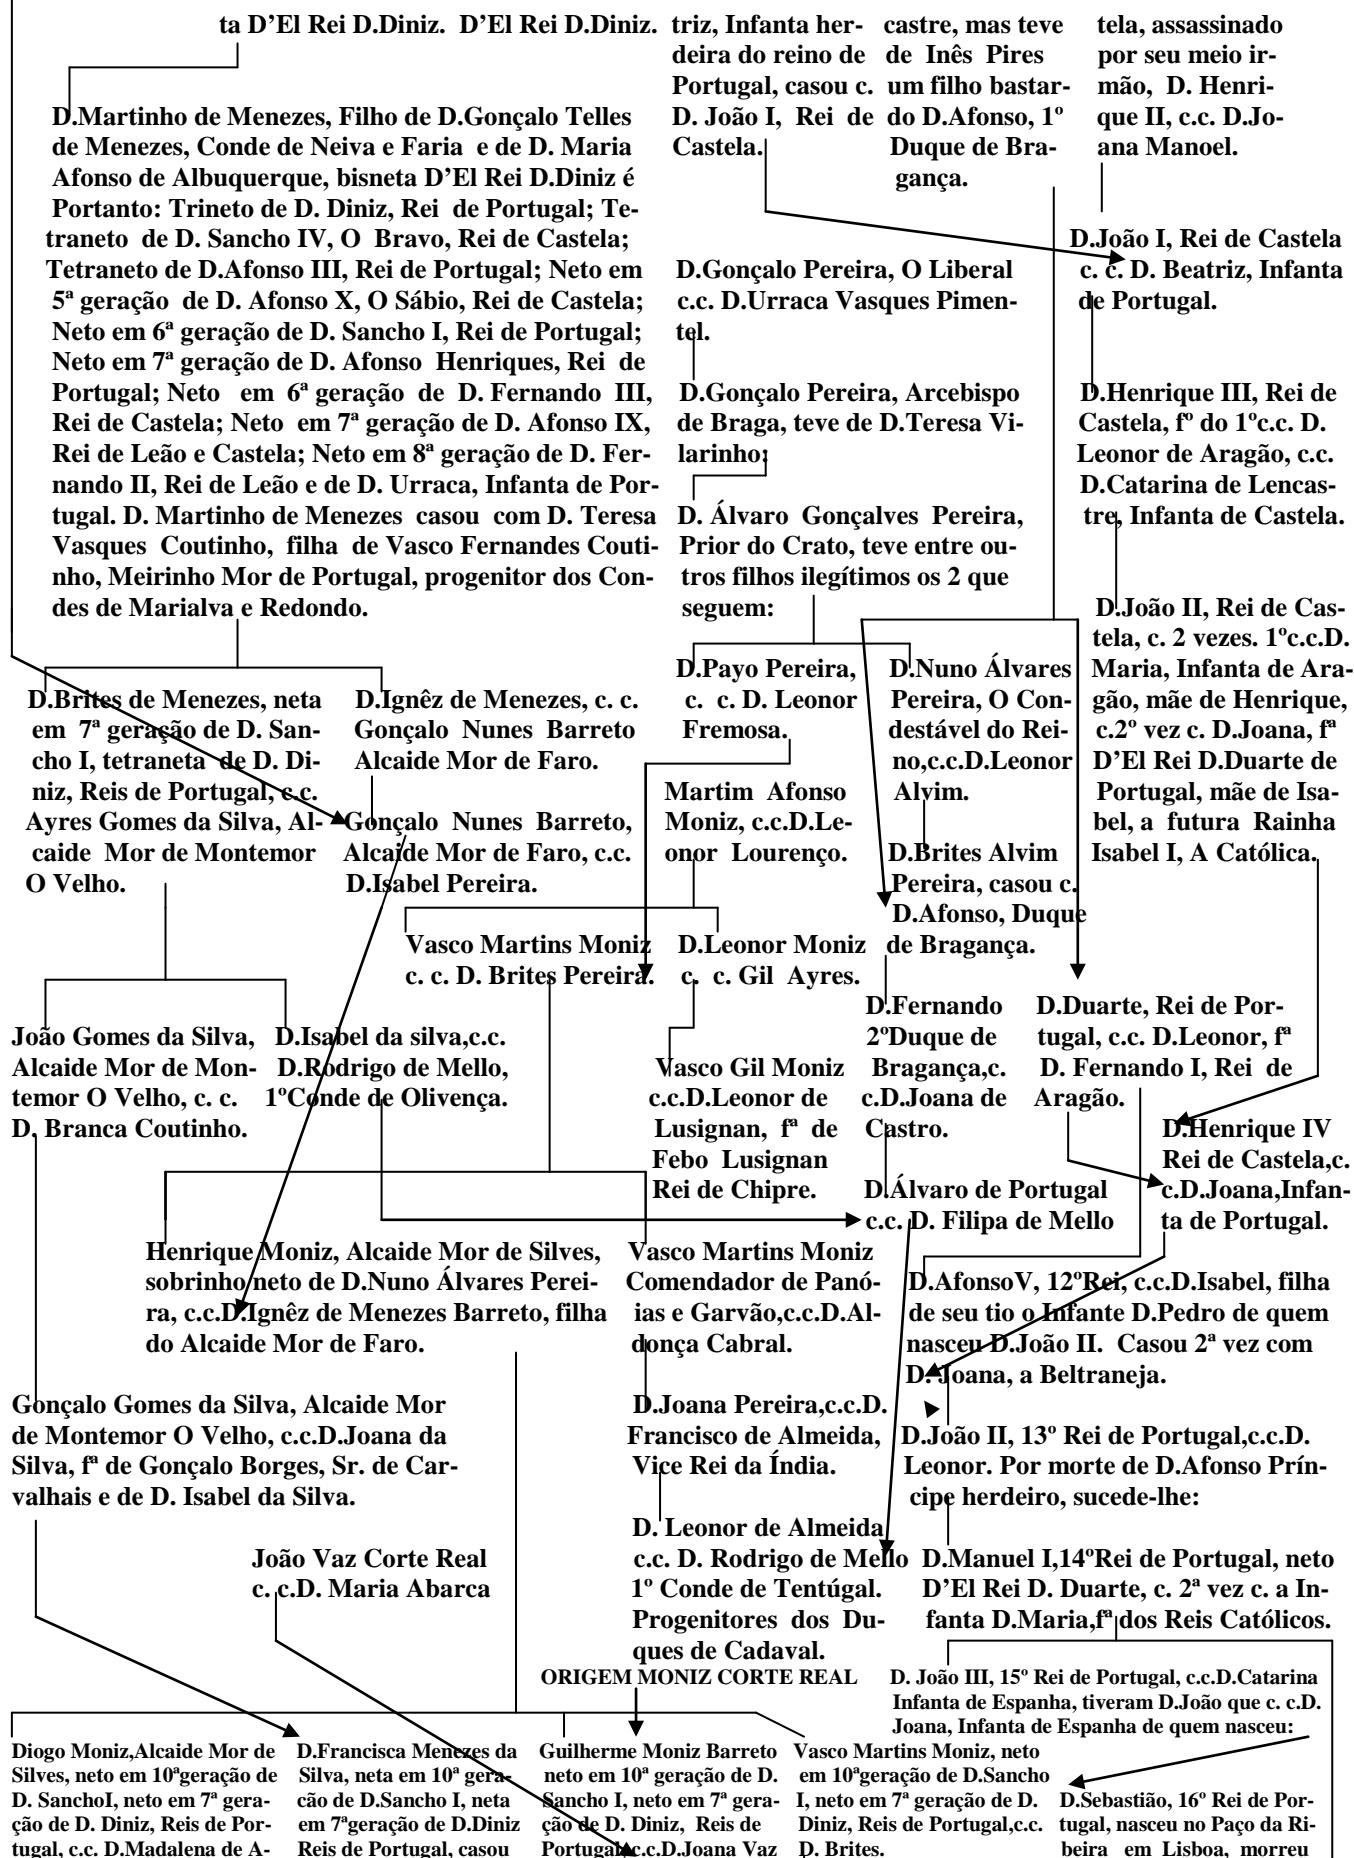 ta D’El Rei D.Diniz.
D’El Rei D.Diniz.
triz, Infanta her-
deira do reino de
Portugal, casou c.
D. João I, Rei de
Castela.
castre, mas teve
de Inês Pires
um filho bastar-
do D.Afonso, 1º
Duque de Bra-
gança.
tela, assassinado
por seu meio ir-
mão, D. Henri-
que II, c.c. D.Jo-
ana Manoel.
D.Martinho de Menezes, Filho de D.Gonçalo Telles
de Menezes, Conde de Neiva e Faria e de D. Maria
Afonso de Albuquerque, bisneta D’El Rei D.Diniz é
Portanto: Trineto de D. Diniz, Rei de Portugal; Te-
traneto de D. Sancho IV, O Bravo, Rei de Castela;
Tetraneto de D.Afonso III, Rei de Portugal; Neto em
5ª geração de D. Afonso X, O Sábio, Rei de Castela;
Neto em 6ª geração de D. Sancho I, Rei de Portugal;
Neto em 7ª geração de D. Afonso Henriques, Rei de
Portugal; Neto em 6ª geração de D. Fernando III,
Rei de Castela; Neto em 7ª geração de D. Afonso IX,
Rei de Leão e Castela; Neto em 8ª geração de D. Fer-
nando II, Rei de Leão e de D. Urraca, Infanta de Por-
tugal. D. Martinho de Menezes casou com D. Teresa
Vasques Coutinho, filha de Vasco Fernandes Couti-
nho, Meirinho Mor de Portugal, progenitor dos Con-
des de Marialva e Redondo.
D.Gonçalo Pereira, O Liberal
c.c. D.Urraca Vasques Pimen-
tel.
D.Gonçalo Pereira, Arcebispo
de Braga, teve de D.Teresa Vi-
larinho:
D. Álvaro Gonçalves Pereira,
Prior do Crato, teve entre ou-
tros filhos ilegítimos os 2 que
seguem:
D.João I, Rei de Castela
c. c. D. Beatriz, Infanta
de Portugal.
D.Henrique III, Rei de
Castela, fº do 1ºc.c. D.
Leonor de Aragão, c.c.
D.Catarina de Lencas-
tre, Infanta de Castela.
D.João II, Rei de Cas-
tela, c. 2 vezes. 1ºc.c.D.
Maria, Infanta de Ara-
gão, mãe de Henrique,
c.2º vez c. D.Joana, fª
D’El Rei D.Duarte de
Portugal, mãe de Isa-
bel, a futura Rainha
Isabel I, A Católica.
D.Brites de Menezes, neta
em 7ª geração de D. San-
cho I, tetraneta de D. Di-
niz, Reis de Portugal, c.c.
Ayres Gomes da Silva, Al-
caide Mor de Montemor
O Velho.
D.Ignêz de Menezes, c. c.
Gonçalo Nunes Barreto
Alcaide Mor de Faro.
Gonçalo Nunes Barreto,
Alcaide Mor de Faro, c.c.
D.Isabel Pereira.
D.Payo Pereira,
c. c. D. Leonor
Fremosa.
D.Nuno Álvares
Pereira, O Con-
destável do Rei-
no,c.c.D.Leonor
Alvim.
Martim Afonso
Moniz, c.c.D.Le-
onor Lourenço.
D.Brites Alvim
Pereira, casou c.
D.Afonso, Duque
de Bragança.
Vasco Martins Moniz
c. c. D. Brites Pereira.
D.Leonor Moniz
c. c. Gil Ayres.
João Gomes da Silva,
Alcaide Mor de Mon-
temor O Velho, c. c.
D. Branca Coutinho.
D.Isabel da silva,c.c.
D.Rodrigo de Mello,
1ºConde de Olivença.
Vasco Gil Moniz
c.c.D.Leonor de
Lusignan, fª de
Febo Lusignan
Rei de Chipre.
D.Fernando
2ºDuque de
Bragança,c.
c.D.Joana de
Castro.
D.Duarte, Rei de Por-
tugal, c.c. D.Leonor, fª
D. Fernando I, Rei de
Aragão.
D.Henrique IV
Rei de Castela,c.
c.D.Joana,Infan-
ta de Portugal.
D.Álvaro de Portugal
c.c. D. Filipa de Mello
Henrique Moniz, Alcaide Mor de Silves,
sobrinho neto de D.Nuno Álvares Perei-
ra, c.c.D.Ignêz de Menezes Barreto, filha
do Alcaide Mor de Faro.
Vasco Martins Moniz
Comendador de Panó-
ias e Garvão,c.c.D.Al-
donça Cabral.
D.AfonsoV, 12ºRei, c.c.D.Isabel, filha
de seu tio o Infante D.Pedro de quem
nasceu D.João II. Casou 2ª vez com
D. Joana, a Beltraneja.
Gonçalo Gomes da Silva, Alcaide Mor
de Montemor O Velho, c.c.D.Joana da
Silva, fª de Gonçalo Borges, Sr. de Car-
valhais e de D. Isabel da Silva.
D.Joana Pereira,c.c.D.
Francisco de Almeida,
Vice Rei da Índia.
D.João II, 13º Rei de Portugal,c.c.D.
Leonor. Por morte de D.Afonso Prín-
cipe herdeiro, sucede-lhe:
João Vaz Corte Real
c. c.D. Maria Abarca
D. Leonor de Almeida
c.c. D. Rodrigo de Mello
1º Conde de Tentúgal.
Progenitores dos Du-
ques de Cadaval.
D.Manuel I,14ºRei de Portugal, neto
D’El Rei D. Duarte, c. 2ª vez c. a In-
fanta D.Maria,fª dos Reis Católicos.
ORIGEM MONIZ CORTE REAL
D. João III, 15º Rei de Portugal, c.c.D.Catarina
Infanta de Espanha, tiveram D.João que c. c.D.
Joana, Infanta de Espanha de quem nasceu:
Diogo Moniz,Alcaide Mor de
Silves, neto em 10ªgeração de
D. SanchoI, neto em 7ª gera-
ção de D. Diniz, Reis de Por-
tugal, c.c. D.Madalena de A-
D.Francisca Menezes da
Silva, neta em 10ª gera-
cão de D.Sancho I, neta
em 7ªgeração de D.Diniz
Reis de Portugal, casou
Guilherme Moniz Barreto
neto em 10ª geração de D.
Sancho I, neto em 7ª gera-
ção de D. Diniz, Reis de
Portugal,c.c.D.Joana Vaz
Vasco Martins Moniz, neto
em 10ªgeração de D.Sancho
I, neto em 7ª geração de D.
Diniz, Reis de Portugal,c.c.
D. Brites.
D.Sebastião, 16º Rei de Por-
tugal, nasceu no Paço da Ri-
beira em Lisboa, morreu